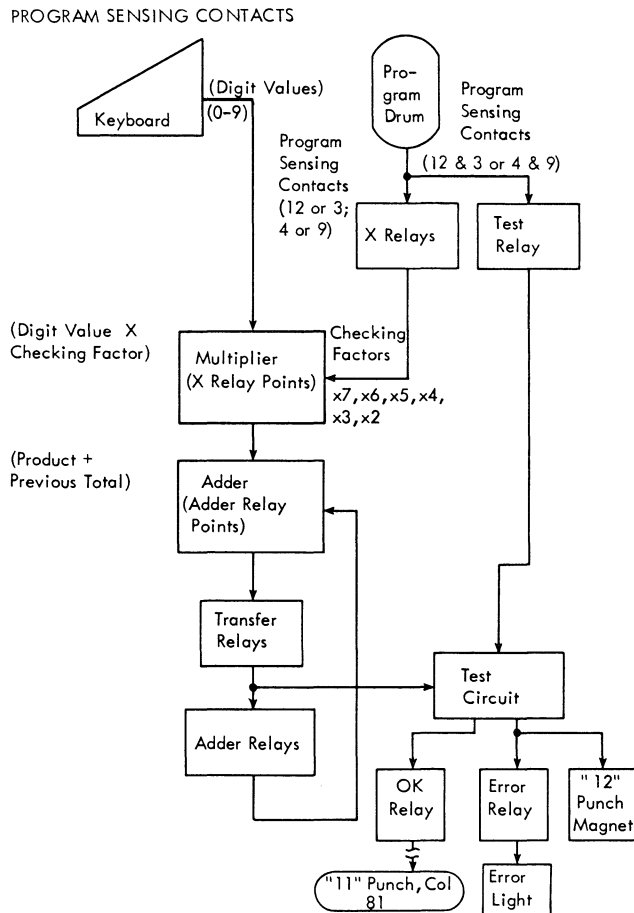 PROGRAM SENSING CONTACTS
Keyboard
(Digit Values)
(0-9)
Pro-
gram
Drum
Program
Sensing
Contacts
(12 & 3 or 4 & 9)
Program
Sensing
Contacts
(12 or 3;
4 or 9)
X Relays
Test
Relay
(Digit Value X
Checking Factor)
Multiplier
(X Relay Points)
Checking
Factors
x7, x6, x5, x4,
x3, x2
(Product +
Previous Total)
Adder
(Adder Relay
Points)
Transfer
Relays
Test
Circuit
Adder Relays
OK
Relay
Error
Relay
"12"
Punch
Magnet
"11" Punch, Col
81
Error
Light